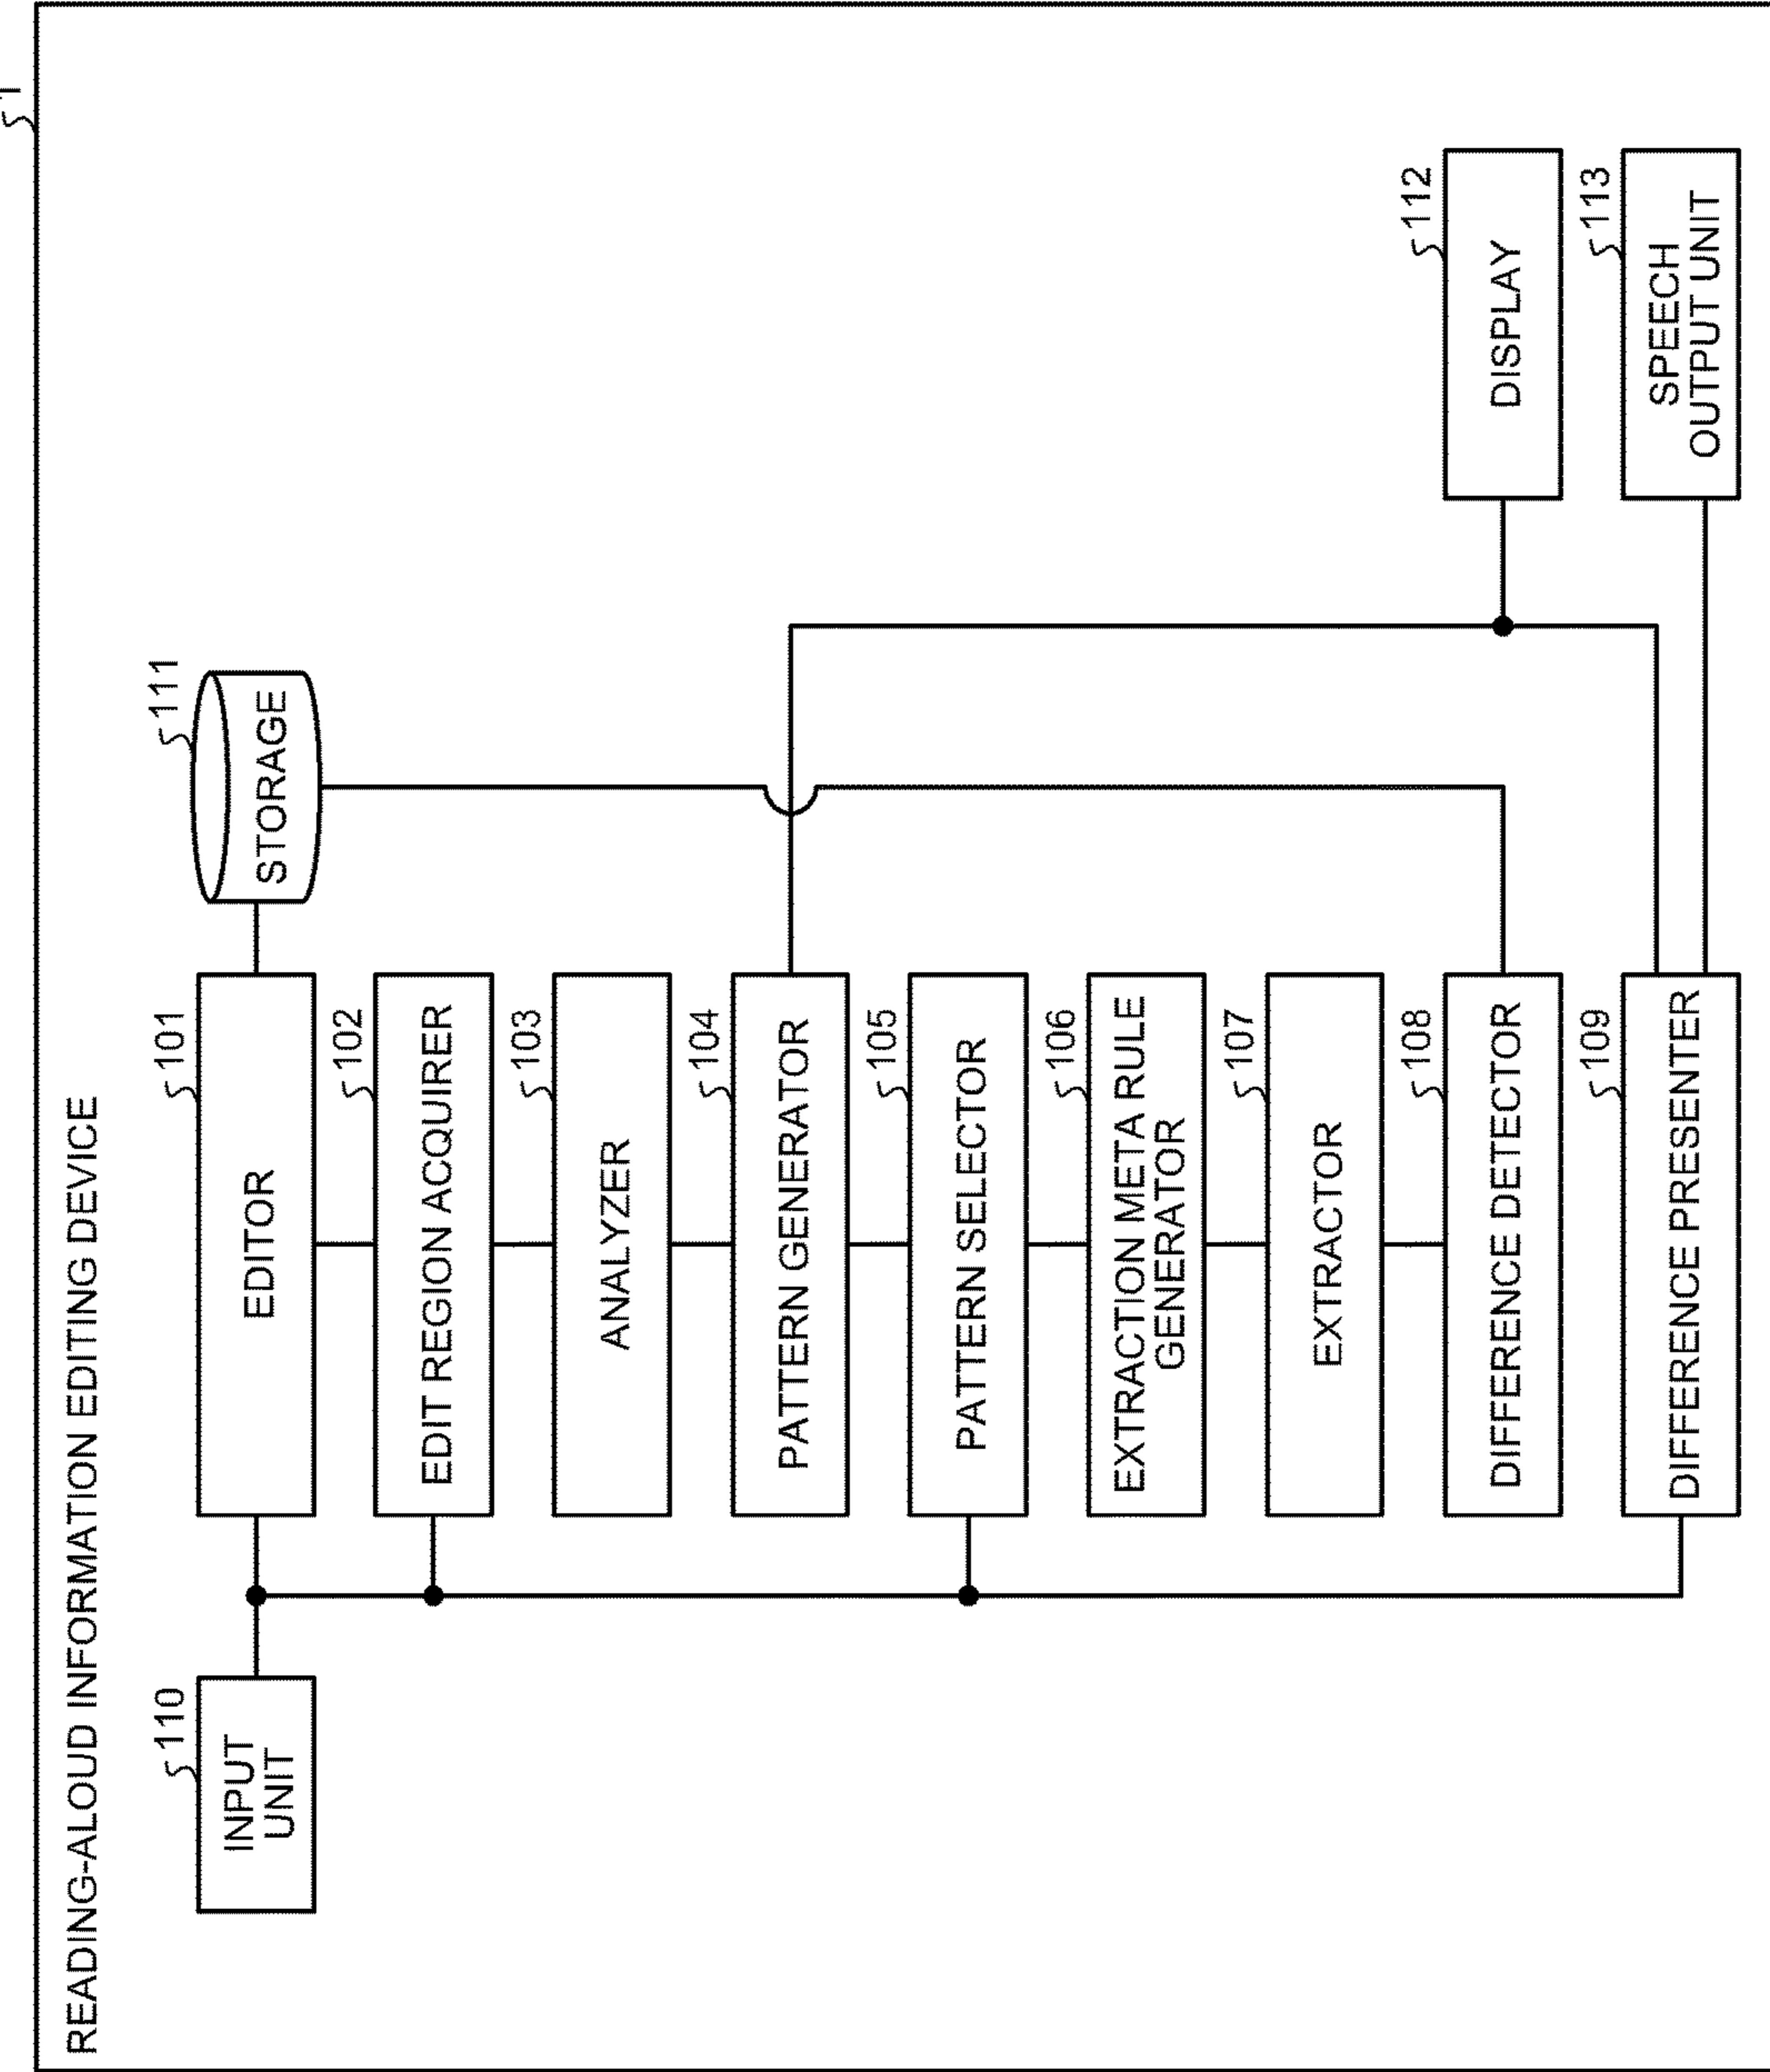 1
READING-ALOUD INFORMATION EDITING DEVICE
110
INPUT
UNIT
101
EDITOR
111
STORAGE
102
EDIT REGION ACQUIRER
103
ANALYZER
104
PATTERN GENERATOR
105
PATTERN SELECTOR
106
EXTRACTION META RULE
GENERATOR
107
EXTRACTOR
108
DIFFERENCE DETECTOR
112
DISPLAY
109
DIFFERENCE PRESENTER
113
SPEECH
OUTPUT UNIT